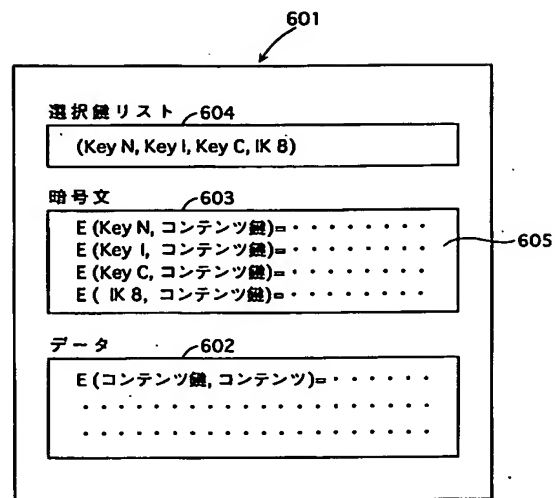 601
選択鍵リスト 604
(Key N, Key I, Key C, IK 8)
暗号文 603
E (Key N, コンテンツ鍵)= · · · · · · · ·
E (Key I, コンテンツ鍵)= · · · · · · · ·
605
E (Key C, コンテンツ鍵)= · · · · · · · ·
E ( IK 8, コンテンツ鍵)= · · · · · · · ·
データ 602
E (コンテンツ鍵, コンテンツ)= · · · · · ·
· · · · · · · · · · · · · · · · · · ·
· · · · · · · · · · · · · · · · · · ·